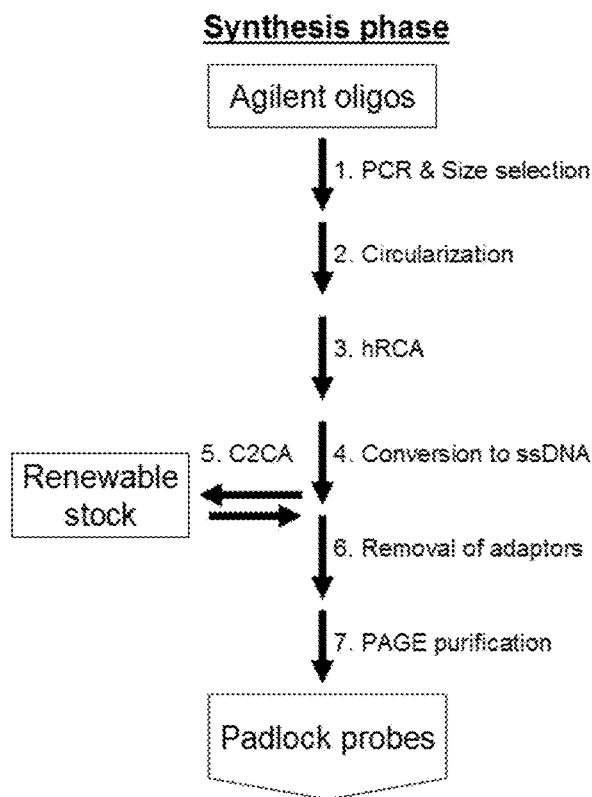 Synthesis phase
Agilent oligos
1. PCR & Size selection
2. Circularization
3. hRCA
5. C2CA
4. Conversion to ssDNA
Renewable
stock
6. Removal of adaptors
7. PAGE purification
Padlock probes